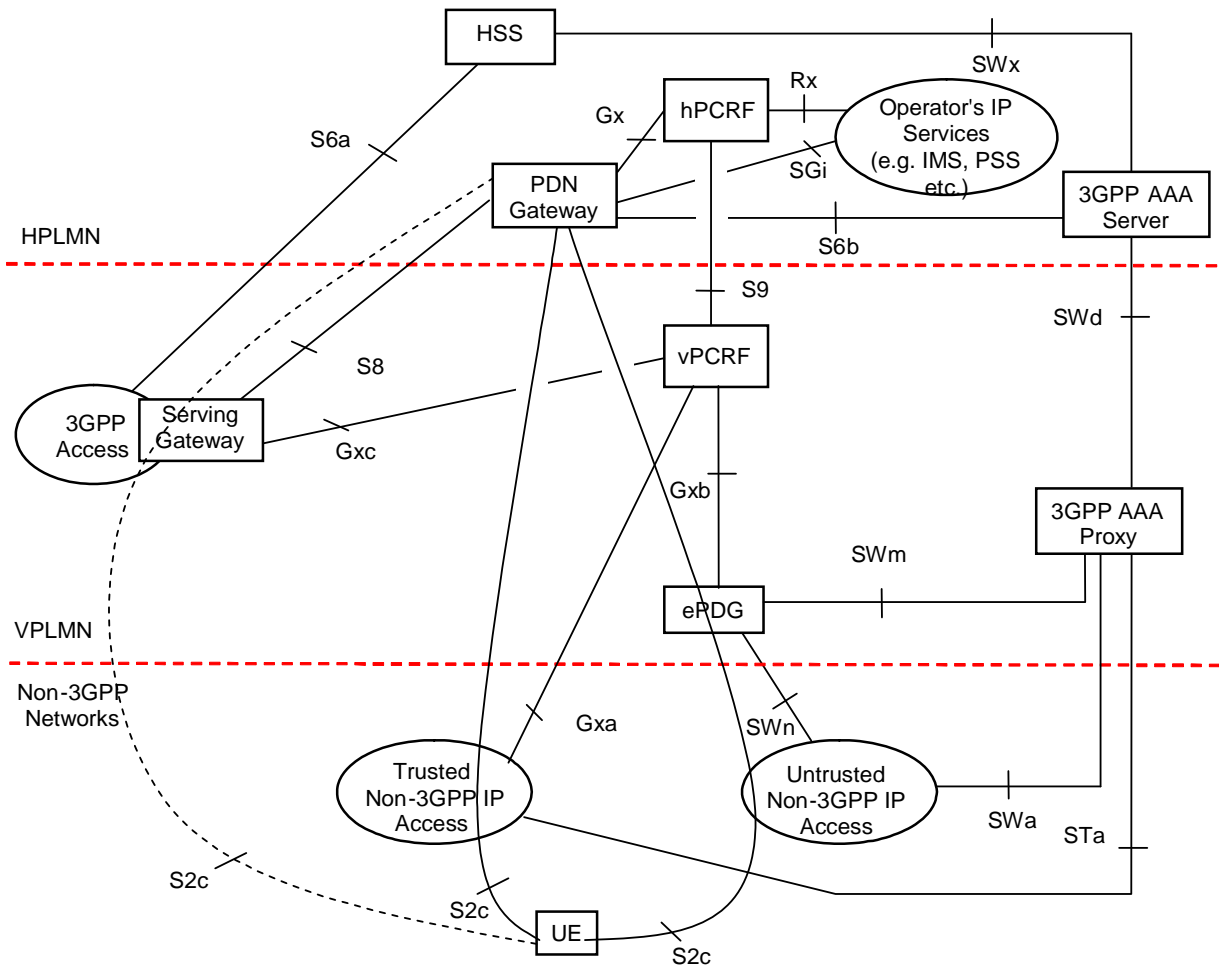 HSS
SWx
Rx
hPCRF
Operator's IP
Services
(e.g. IMS, PSS
etc.)
Gx
S6a
SGi
PDN
Gateway
3GPP AAA
Server
HPLMN
S6b
S9
SWd
vPCRF
S8
3GPP
Access
Serving
Gateway
Gxc
Gxb
3GPP AAA
Proxy
SWm
ePDG
VPLMN
Non-3GPP
Networks
Gxa
SWn
Trusted
Non-3GPP IP
Access
Untrusted
Non-3GPP IP
Access
SWa
STa
S2c
S2c
UE
S2c